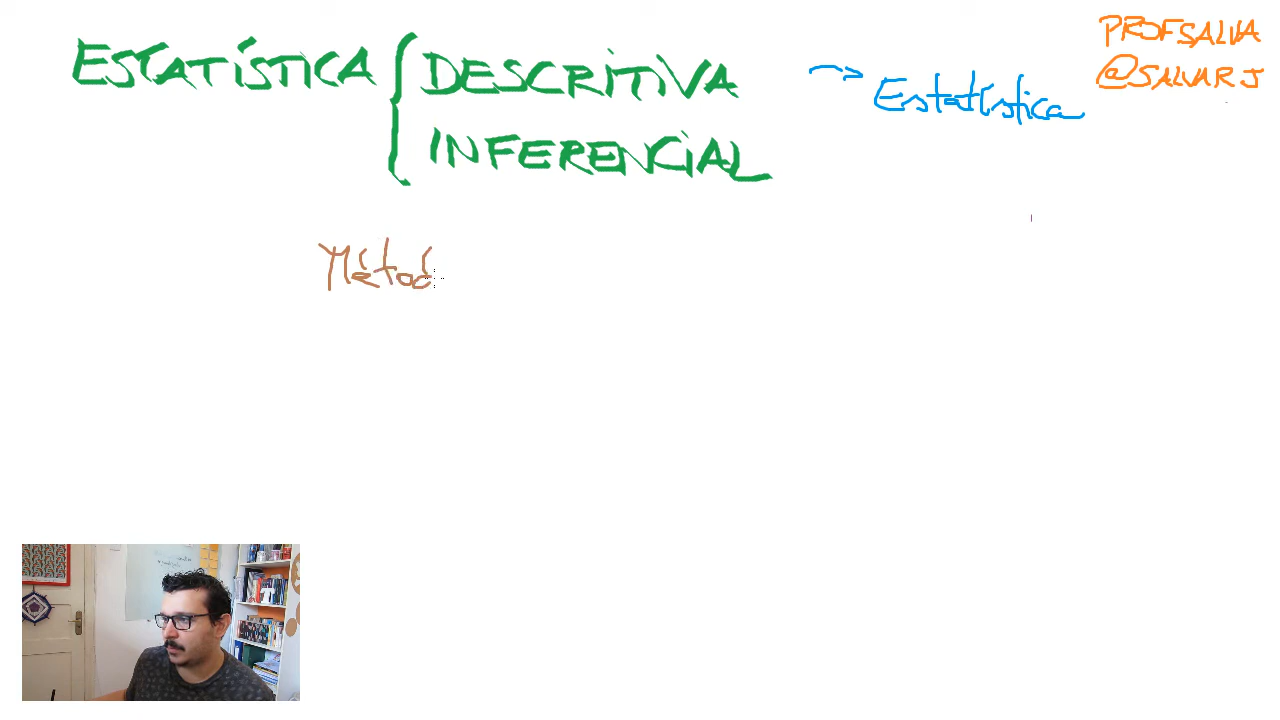 ESTATÍSTICA { DESCRITIVA
INFERENCIAL
→ Estatística
PROFSALVA
@SALVARJ
Métod